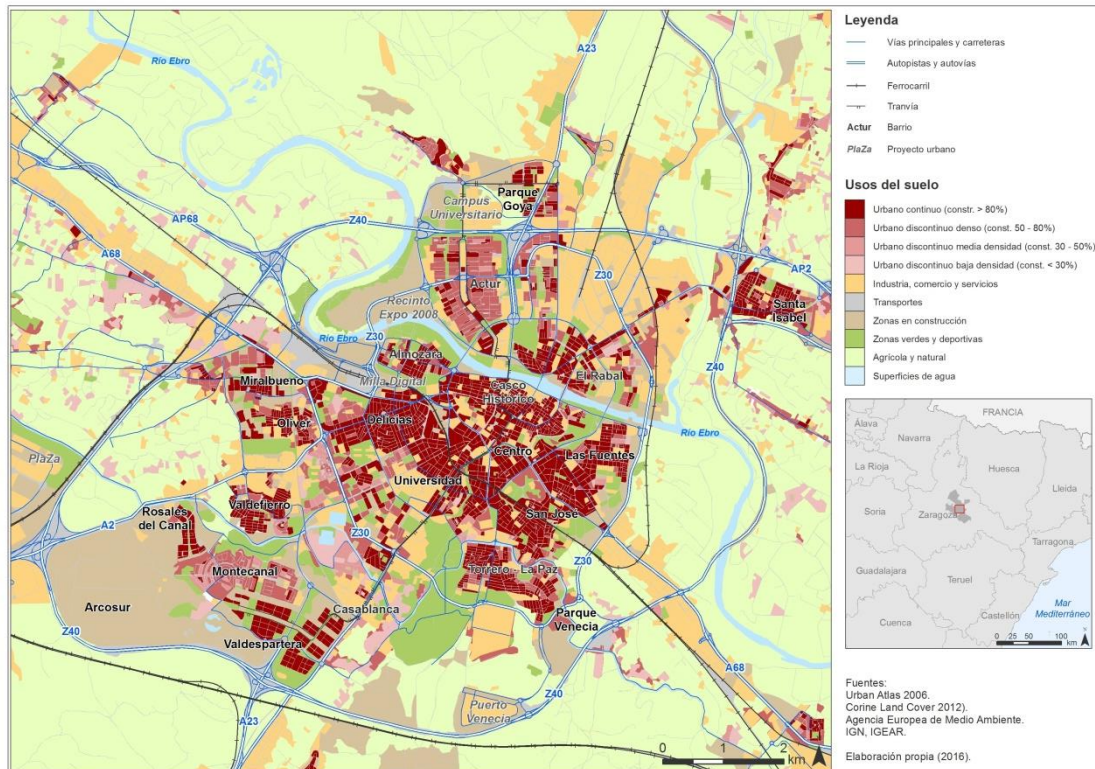 A23
Río Ebro
AP68
Z40
Campus
Universitario
Parque
Goya
A68
Z30
AP2
Actur
Recinto
Expo 2008
Santa
Isabel
Río Ebro
Z30
Almozara
Z40
Miralbueno
Milla Digital
El Rabal
Casco
Histórico
Oliver
Delicias
Río Ebro
PlaZa
Centro
Las Fuentes
Universidad
Rosales
del Canal
Valdefierro
San José
A2
Z30
Z30
Montecanal
Torrero - La Paz
Arcosur
Casablanca
Parque
Venecia
Z40
Valdespartera
A68
Z40
Puerto
Venecia
A23
0 1 2
km
Leyenda
Vías principales y carreteras
Autopistas y autovías
Ferrocarril
Tranvía
Actur Barrio
PlaZa Proyecto urbano
Usos del suelo
Urbano continuo (constr. > 80%)
Urbano discontinuo denso (const. 50 - 80%)
Urbano discontinuo media densidad (const. 30 - 50%)
Urbano discontinuo baja densidad (const. < 30%)
Industria, comercio y servicios
Transportes
Zonas en construcción
Zonas verdes y deportivas
Agrícola y natural
Superficies de agua
FRANCIA
Álava
Navarra
La Rioja
Huesca
Lleida
Soria
Zaragoza
Tarragona
Guadalajara
Teruel
Castellón
Mar
Mediterráneo
Cuenca
0 25 50 100
km
N
Fuentes:
Urban Atlas 2006.
Corine Land Cover 2012).
Agencia Europea de Medio Ambiente.
IGN, IGEAR.
Elaboración propia (2016).